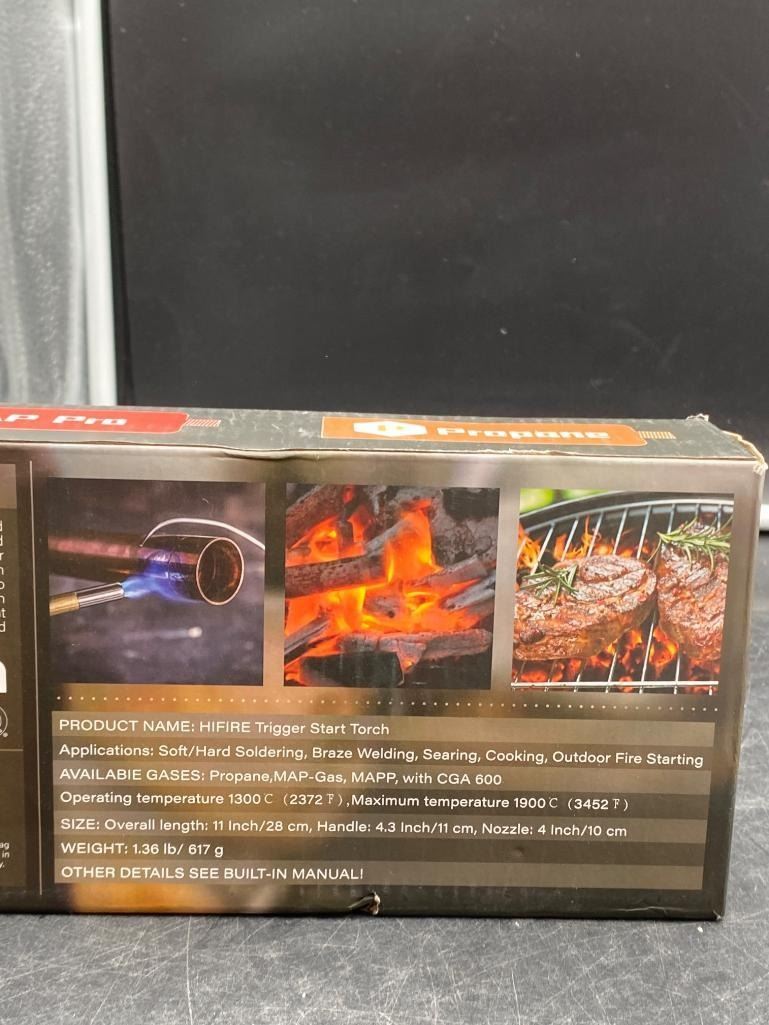 P Pro
Propane
PRODUCT NAME: HIFIRE Trigger Start Torch
Applications: Soft/Hard Soldering, Braze Welding, Searing, Cooking, Outdoor Fire Starting
AVAILABIE GASES: Propane,MAP-Gas, MAPP, with CGA 600
Operating temperature 1300℃ (2372℉),Maximum temperature 1900℃ (3452℉)
SIZE: Overall length: 11 Inch/28 cm, Handle: 4.3 Inch/11 cm, Nozzle: 4 Inch/10 cm
WEIGHT: 1.36 lb/ 617 g
OTHER DETAILS SEE BUILT-IN MANUAL!